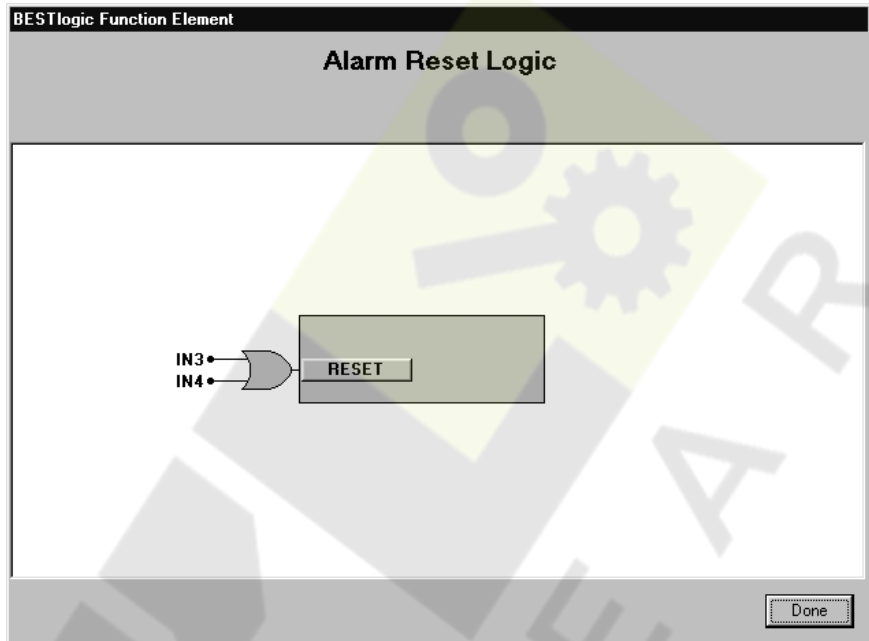 BESTlogic Function Element
Alarm Reset Logic
IN3
IN4
RESET
Done
E A R